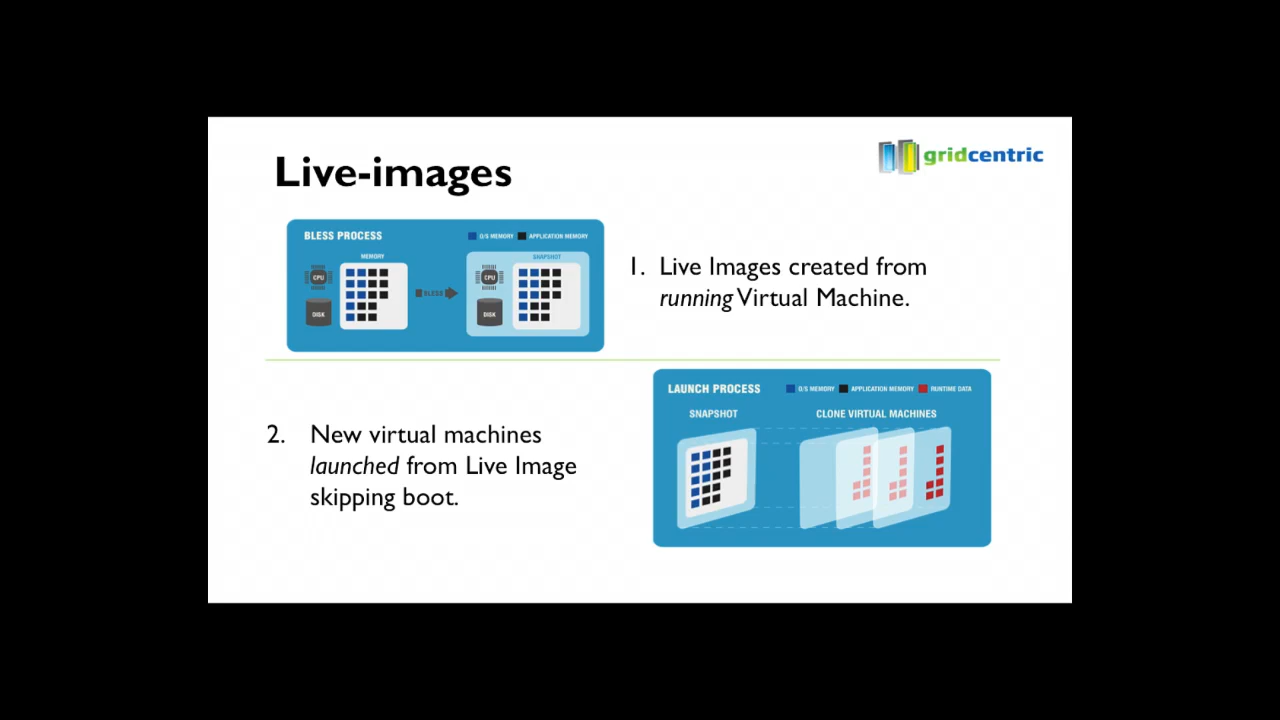 Live-images
gridcentric
BLESS PROCESS
O/S MEMORY
APPLICATION MEMORY
MEMORY
SNAPSHOT
CPU
DISK
BLESS
CPU
DISK
1. Live Images created from
running Virtual Machine.
2. New virtual machines
launched from Live Image
skipping boot.
LAUNCH PROCESS
O/S MEMORY
APPLICATION MEMORY
RUNTIME DATA
SNAPSHOT
CLONE VIRTUAL MACHINES